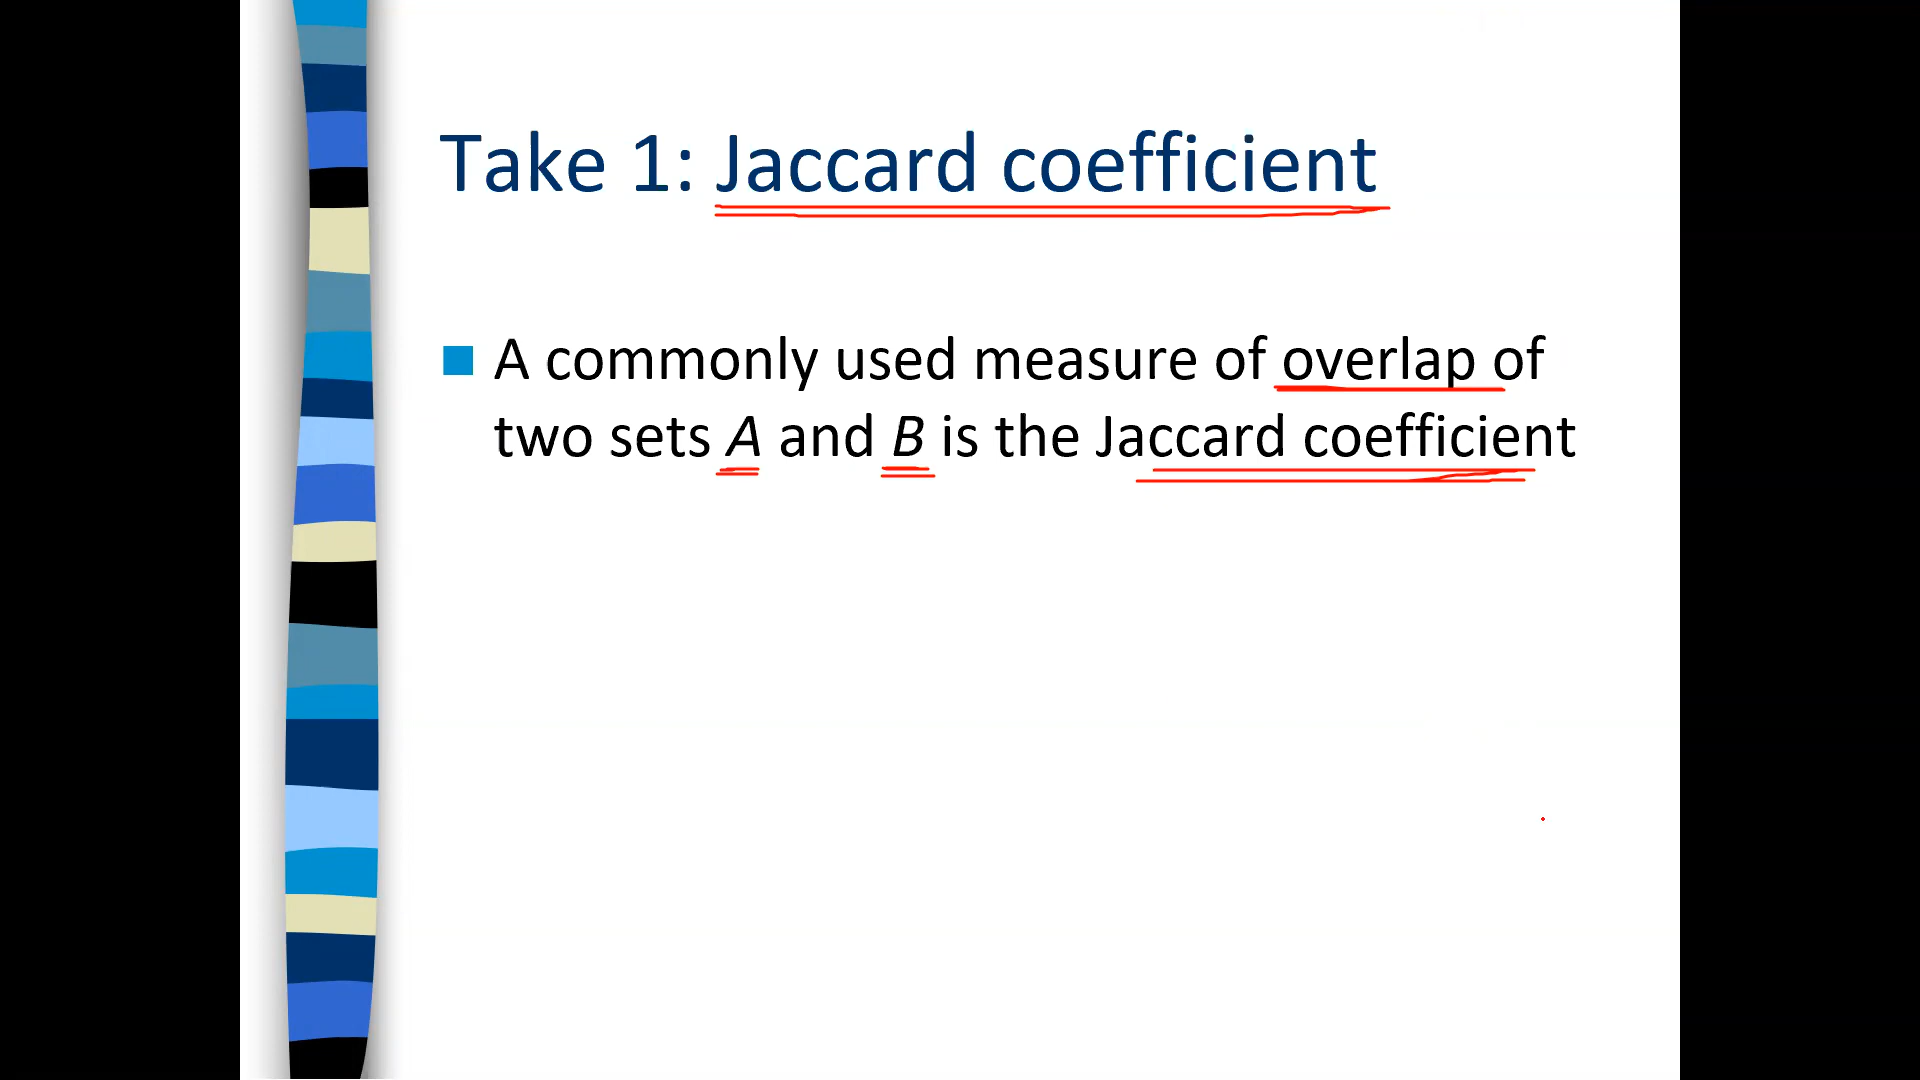 Take 1: Jaccard coefficient
A commonly used measure of overlap of
two sets A and B is the Jaccard coefficient